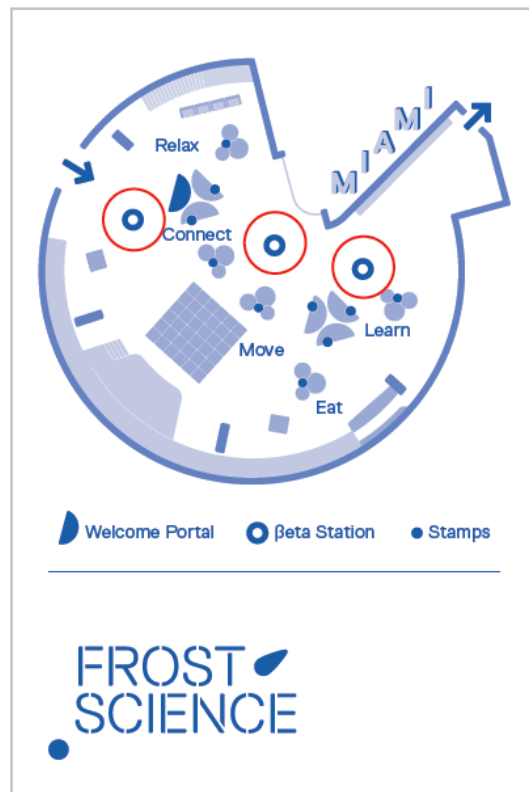 MIAMI
Relax
Connect
Learn
Move
Eat
Welcome Portal
βeta Station
Stamps
FROST
SCIENCE